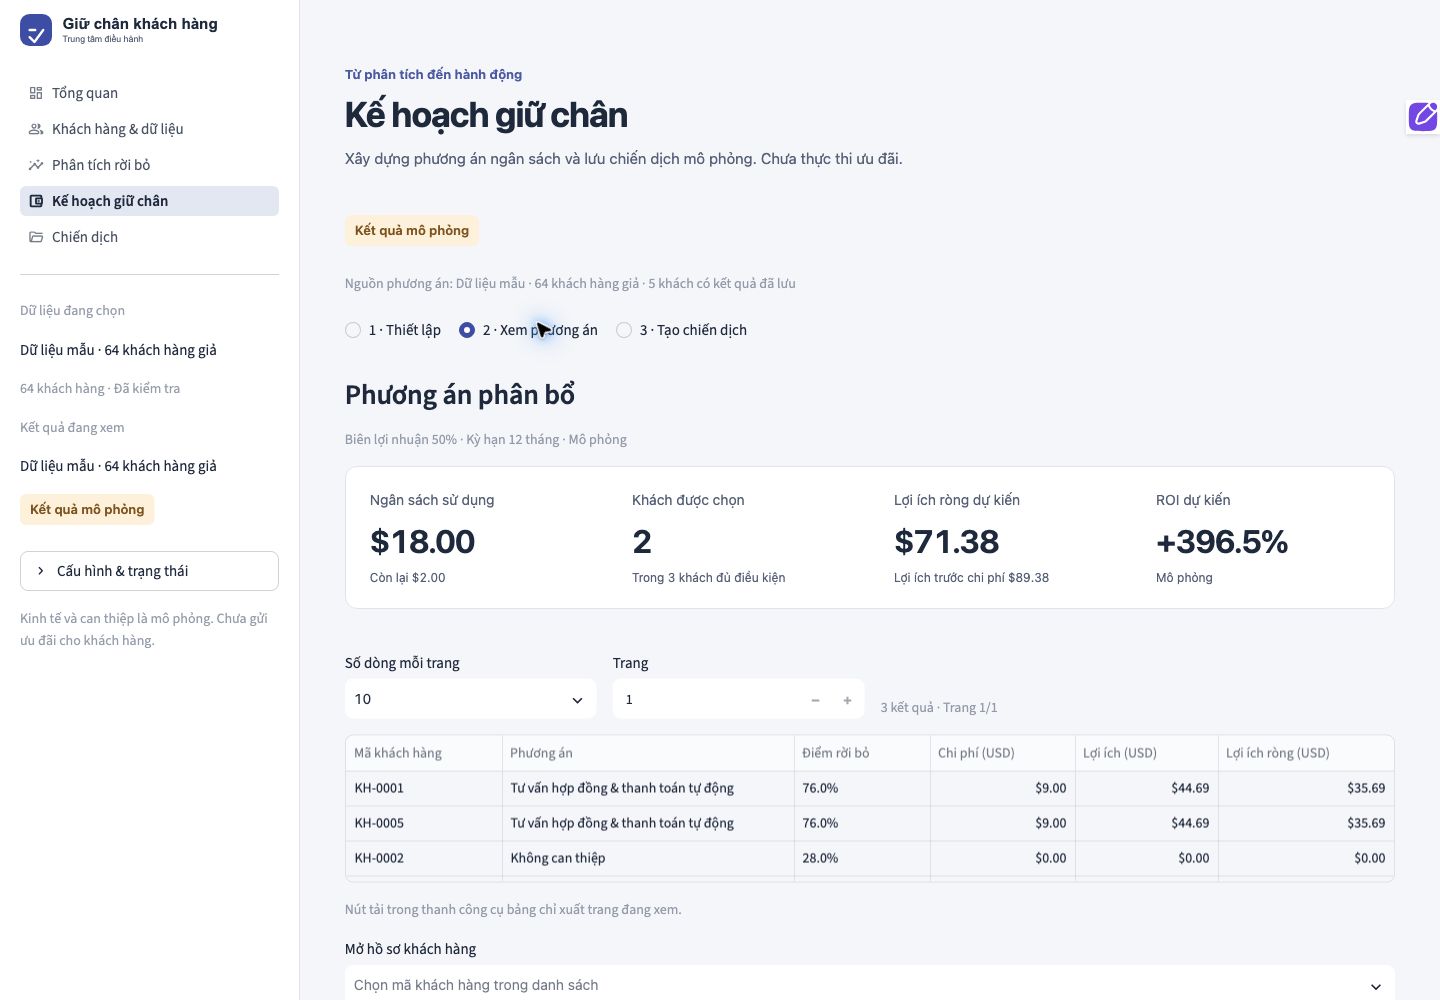 Giữ chân khách hàng
Trung tâm điều hành
Tổng quan
Khách hàng & dữ liệu
Phân tích rời bỏ
Kế hoạch giữ chân
Chiến dịch
Dữ liệu đang chọn
Dữ liệu mẫu · 64 khách hàng giả
64 khách hàng · Đã kiểm tra
Kết quả đang xem
Dữ liệu mẫu · 64 khách hàng giả
Kết quả mô phỏng
Cấu hình & trạng thái
Kinh tế và can thiệp là mô phỏng. Chưa gửi
ưu đãi cho khách hàng.
Từ phân tích đến hành động
Kế hoạch giữ chân
Xây dựng phương án ngân sách và lưu chiến dịch mô phỏng. Chưa thực thi ưu đãi.
Kết quả mô phỏng
Nguồn phương án: Dữ liệu mẫu · 64 khách hàng giả · 5 khách có kết quả đã lưu
1 · Thiết lập 2 · Xem phương án 3 · Tạo chiến dịch
Phương án phân bổ
Biên lợi nhuận 50% · Kỳ hạn 12 tháng · Mô phỏng
Ngân sách sử dụng Khách được chọn Lợi ích ròng dự kiến ROI dự kiến
$18.00 2 $71.38 +396.5%
Còn lại $2.00 Trong 3 khách đủ điều kiện Lợi ích trước chi phí $89.38 Mô phỏng
Số dòng mỗi trang Trang
10 1 − + 3 kết quả · Trang 1/1
Mã khách hàng Phương án Điểm rời bỏ Chi phí (USD) Lợi ích (USD) Lợi ích ròng (USD)
KH-0001 Tư vấn hợp đồng & thanh toán tự động 76.0% $9.00 $44.69 $35.69
KH-0005 Tư vấn hợp đồng & thanh toán tự động 76.0% $9.00 $44.69 $35.69
KH-0002 Không can thiệp 28.0% $0.00 $0.00 $0.00
Nút tải trong thanh công cụ bảng chỉ xuất trang đang xem.
Mở hồ sơ khách hàng
Chọn mã khách hàng trong danh sách